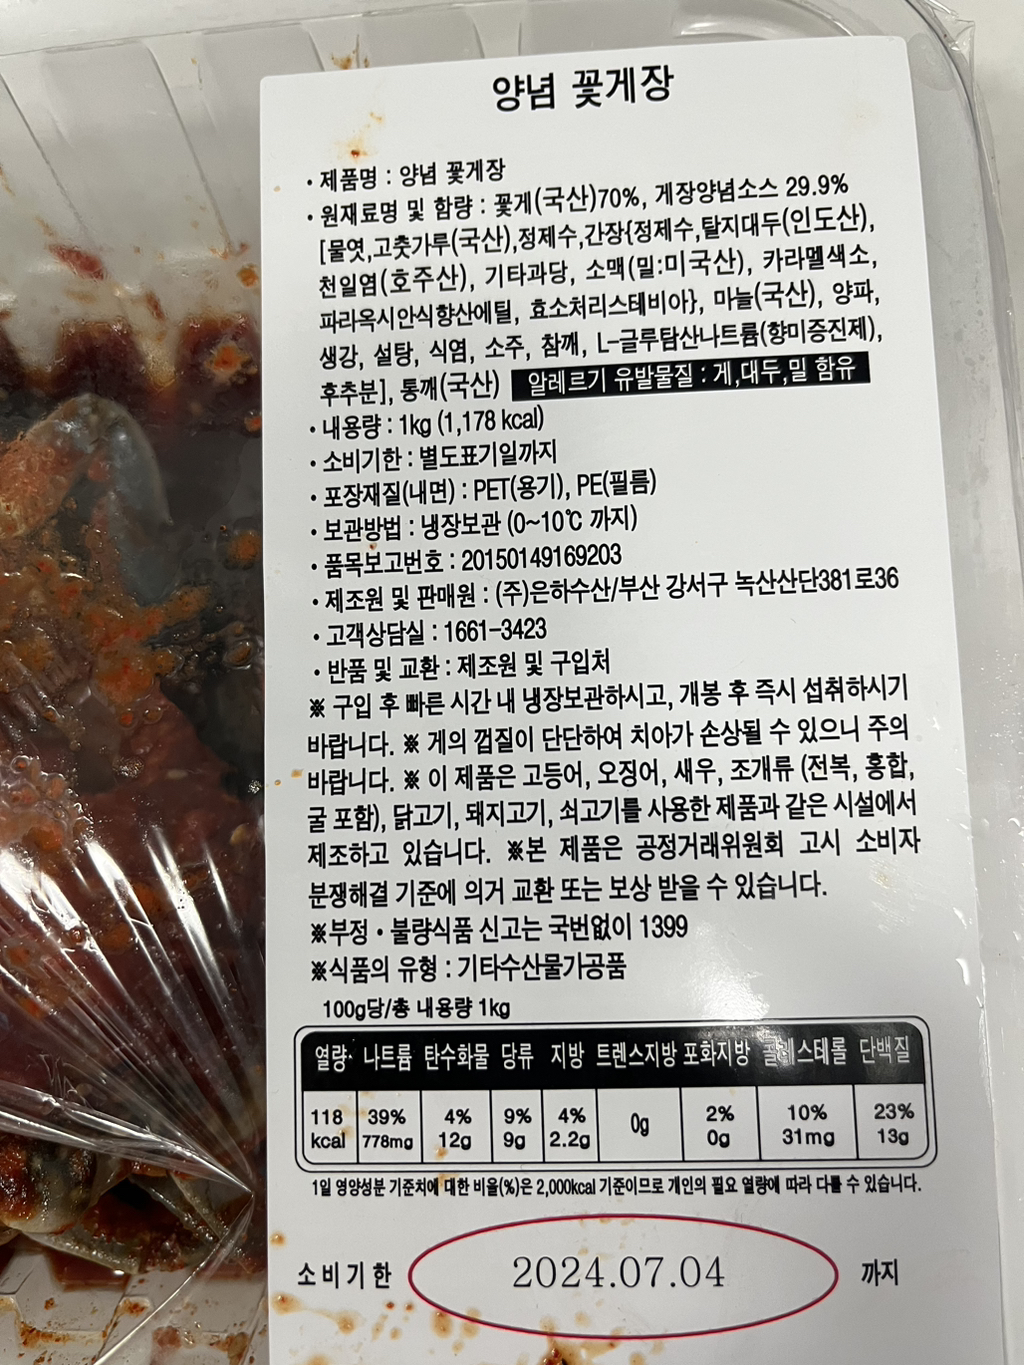 양념 꽃게장
• 제품명 : 양념 꽃게장
• 원재료명 및 함량 : 꽃게(국산)70%, 게장양념소스 29.9%
[물엿,고춧가루(국산),정제수,간장{정제수,탈지대두(인도산),
천일염(호주산), 기타과당, 소맥(밀:미국산), 카라멜색소,
파라옥시안식향산에틸, 효소처리스테비아}, 마늘(국산), 양파,
생강, 설탕, 식염, 소주, 참깨, L-글루탐산나트륨(향미증진제),
후추분], 통깨(국산) 알레르기 유발물질 : 게,대두,밀 함유
• 내용량 : 1kg (1,178 kcal)
• 소비기한 : 별도표기일까지
• 포장재질(내면) : PET(용기), PE(필름)
• 보관방법 : 냉장보관 (0~10℃ 까지)
• 품목보고번호 : 20150149169203
• 제조원 및 판매원 : (주)은하수산/부산 강서구 녹산산단381로36
• 고객상담실 : 1661-3423
• 반품 및 교환 : 제조원 및 구입처
※ 구입 후 빠른 시간 내 냉장보관하시고, 개봉 후 즉시 섭취하시기
바랍니다. ※ 게의 껍질이 단단하여 치아가 손상될 수 있으니 주의
바랍니다. ※ 이 제품은 고등어, 오징어, 새우, 조개류 (전복, 홍합,
굴 포함), 닭고기, 돼지고기, 쇠고기를 사용한 제품과 같은 시설에서
제조하고 있습니다. ※본 제품은 공정거래위원회 고시 소비자
분쟁해결 기준에 의거 교환 또는 보상 받을 수 있습니다.
※부정 • 불량식품 신고는 국번없이 1399
※식품의 유형 : 기타수산물가공품
100g당/총 내용량 1kg
열량 나트륨 탄수화물 당류 지방 트렌스지방 포화지방 콜레스테롤 단백질
118 39% 4% 9% 4% 0g 2% 10% 23%
kcal 778mg 12g 9g 2.2g 0g 31mg 13g
1일 영양성분 기준치에 대한 비율(%)은 2,000kcal 기준이므로 개인의 필요 열량에 따라 다를 수 있습니다.
소비기한 2024.07.04 까지